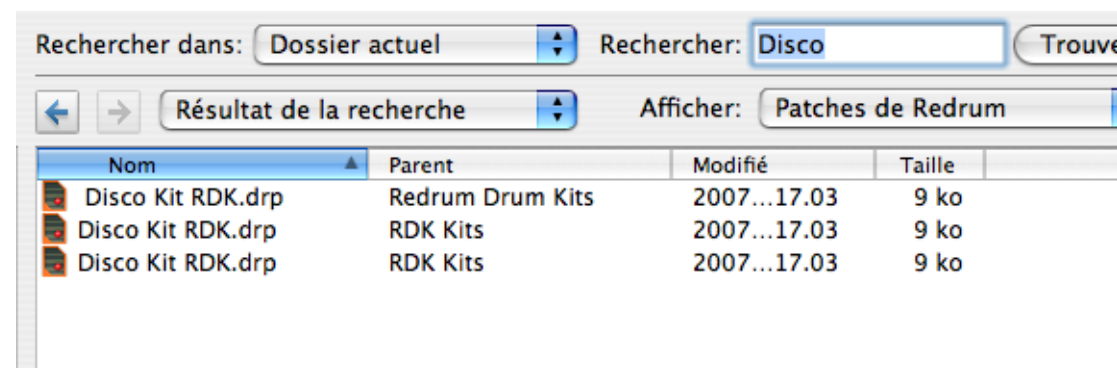 Rechercher dans: Dossier actuel Rechercher: Disco Trouve
Résultat de la recherche Afficher: Patches de Redrum
Nom Parent Modifié Taille
Disco Kit RDK.drp Redrum Drum Kits 2007...17.03 9 ko
Disco Kit RDK.drp RDK Kits 2007...17.03 9 ko
Disco Kit RDK.drp RDK Kits 2007...17.03 9 ko